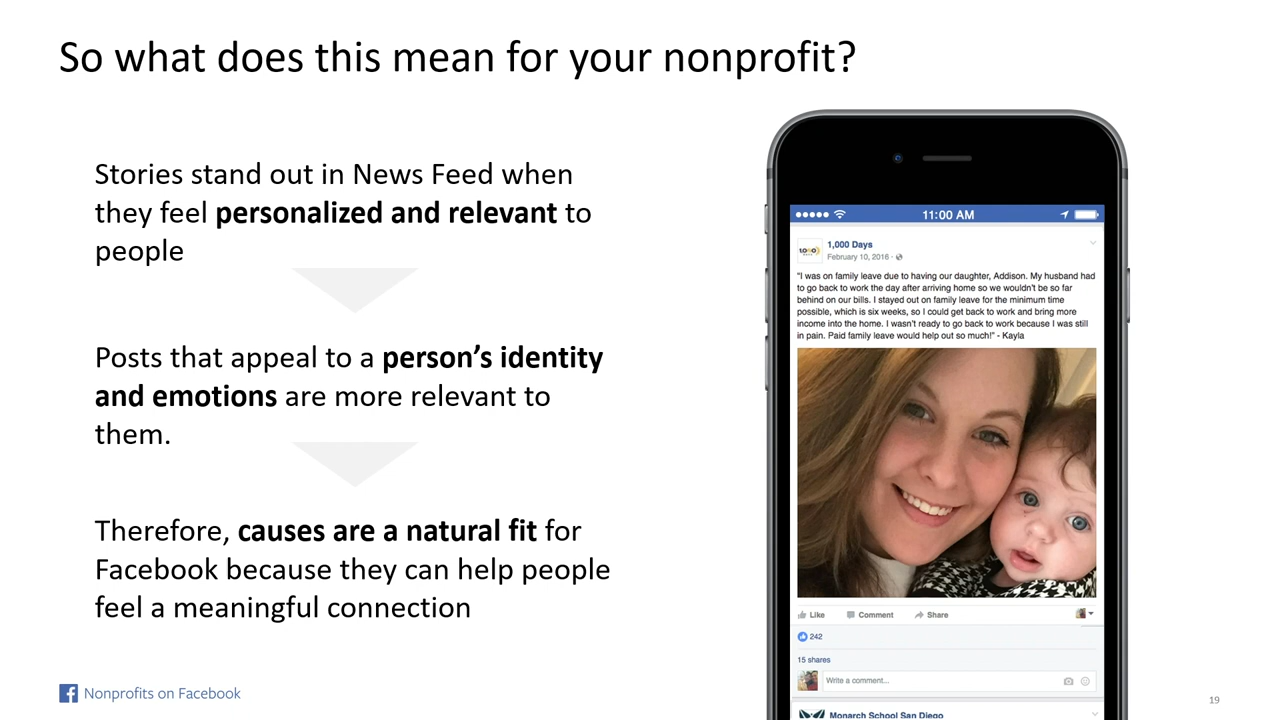 So what does this mean for your nonprofit?
Stories stand out in News Feed when
they feel personalized and relevant to
people
Posts that appeal to a person’s identity
and emotions are more relevant to
them.
Therefore, causes are a natural fit for
Facebook because they can help people
feel a meaningful connection
Nonprofits on Facebook
11:00 AM
1,000 Days
February 10, 2016 ·
"I was on family leave due to having our daughter, Addison. My husband had
to go back to work the day after arriving home so we wouldn't be so far
behind on our bills. I stayed out on family leave for the minimum time
possible, which is six weeks, so I could get back to work and bring more
income into the home. I wasn't ready to go back to work because I was still
in pain. Paid family leave would help out so much!" - Kayla
Like Comment Share
242
15 shares
Write a comment...
Monarch School San Diego
19